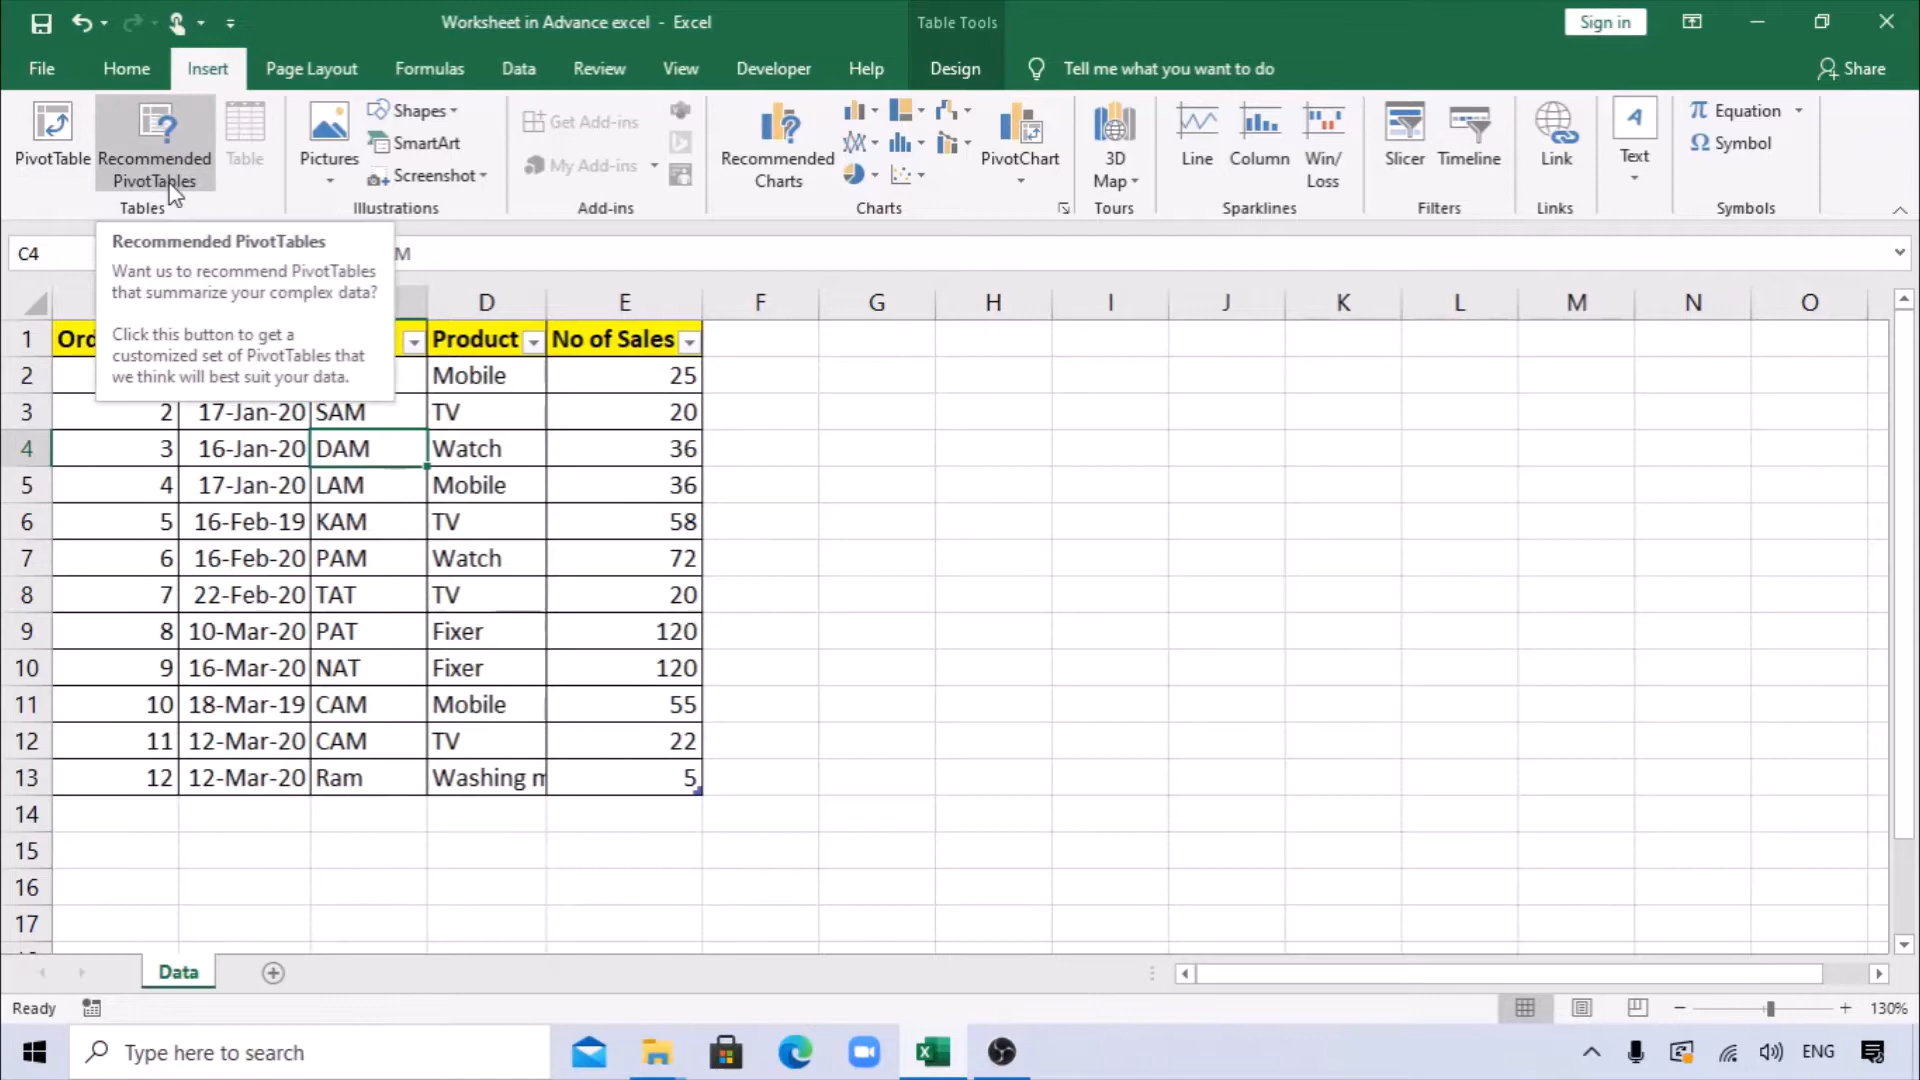 Worksheet in Advance excel - Excel
Table Tools
Sign in
File Home Insert Page Layout Formulas Data Review View Developer Help Design Tell me what you want to do Share
PivotTable
Recommended
PivotTables
Table
Tables
Pictures
Shapes
SmartArt
Screenshot
Illustrations
Get Add-ins
My Add-ins
Add-ins
Recommended
Charts
PivotChart
Charts
3D
Map
Tours
Line
Column
Win/
Loss
Sparklines
Slicer
Timeline
Filters
Link
Links
A
Text
π Equation
Ω Symbol
Symbols
C4
M
Recommended PivotTables
Want us to recommend PivotTables
that summarize your complex data?
Click this button to get a
customized set of PivotTables that
we think will best suit your data.
D E F G H I J K L M N O
1 Ord Product No of Sales
2 Mobile 25
3 2 17-Jan-20 SAM TV 20
4 3 16-Jan-20 DAM Watch 36
5 4 17-Jan-20 LAM Mobile 36
6 5 16-Feb-19 KAM TV 58
7 6 16-Feb-20 PAM Watch 72
8 7 22-Feb-20 TAT TV 20
9 8 10-Mar-20 PAT Fixer 120
10 9 16-Mar-20 NAT Fixer 120
11 10 18-Mar-19 CAM Mobile 55
12 11 12-Mar-20 CAM TV 22
13 12 12-Mar-20 Ram Washing m 5
14
15
16
17
Data
Ready
130%
Type here to search
ENG